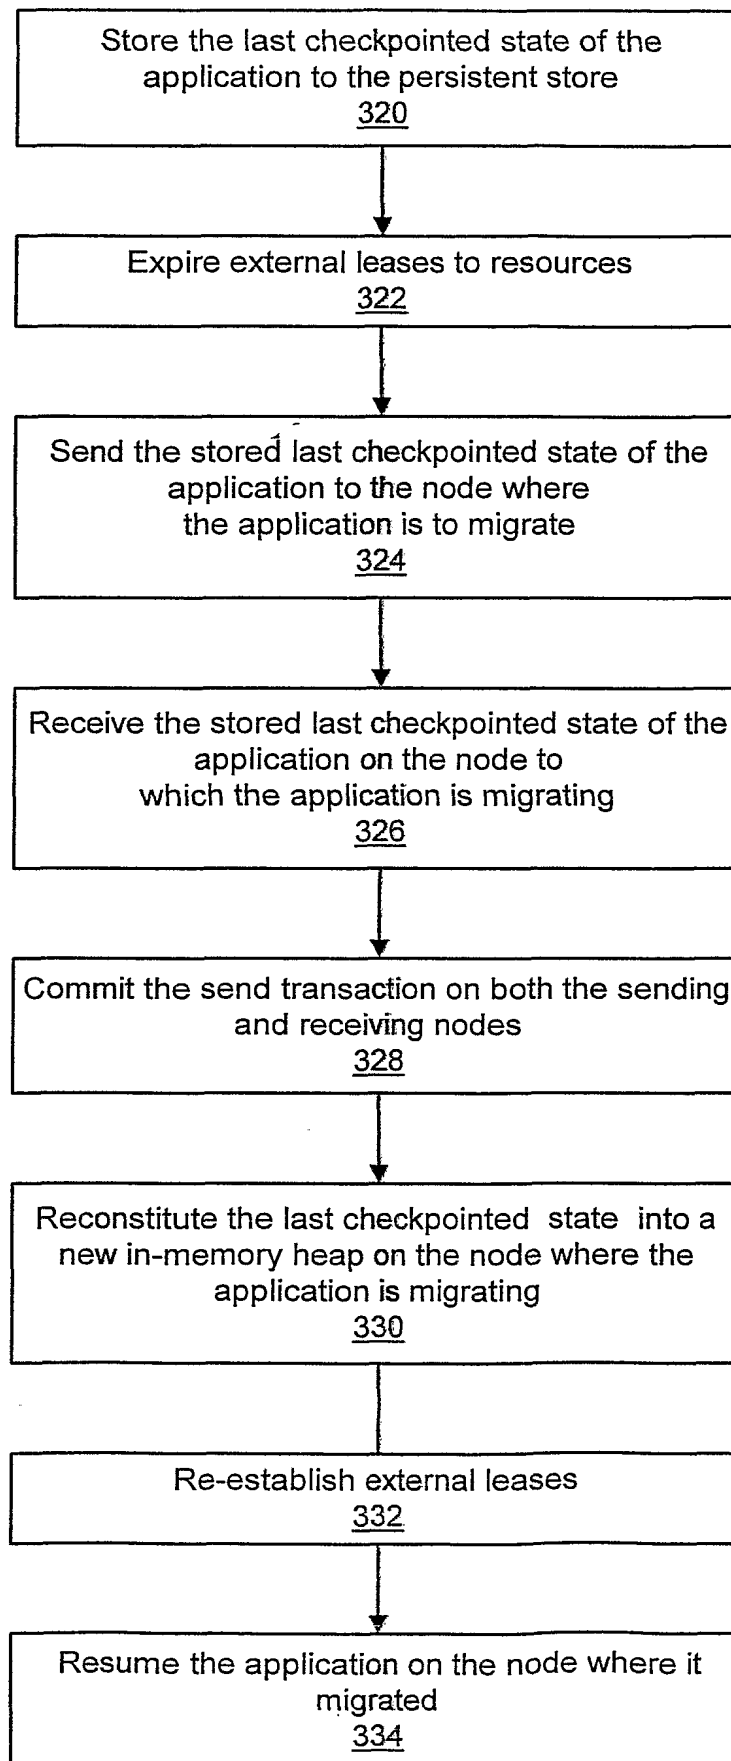 Store the last checkpointed state of the
application to the persistent store
320
Expire external leases to resources
322
Send the stored last checkpointed state of the
application to the node where
the application is to migrate
324
Receive the stored last checkpointed state of the
application on the node to
which the application is migrating
326
Commit the send transaction on both the sending
and receiving nodes
328
Reconstitute the last checkpointed state into a
new in-memory heap on the node where the
application is migrating
330
Re-establish external leases
332
Resume the application on the node where it
migrated
334